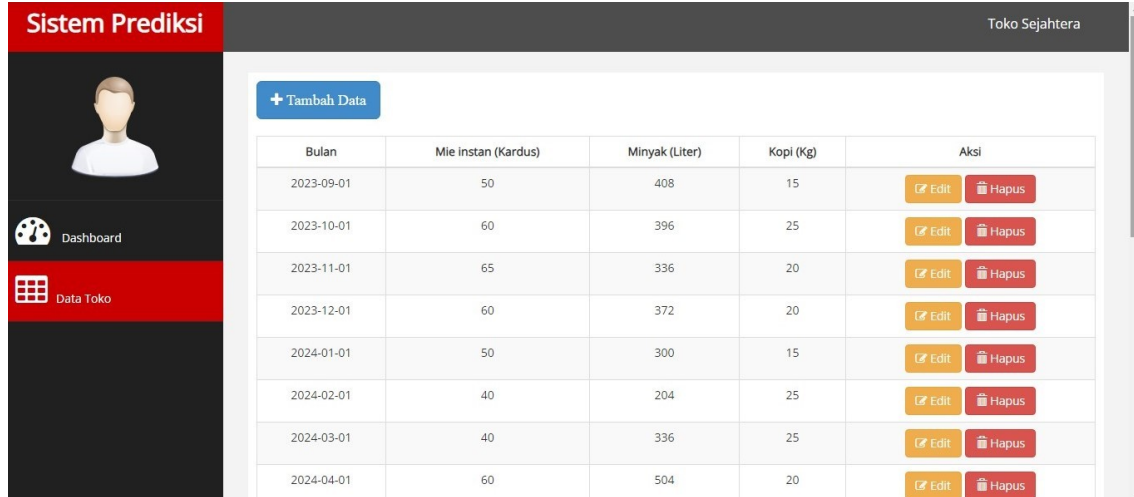 Sistem Prediksi
Toko Sejahtera
Dashboard
Data Toko
Tambah Data
Bulan Mie instan (Kardus) Minyak (Liter) Kopi (Kg) Aksi
2023-09-01 50 408 15 Edit Hapus
2023-10-01 60 396 25 Edit Hapus
2023-11-01 65 336 20 Edit Hapus
2023-12-01 60 372 20 Edit Hapus
2024-01-01 50 300 15 Edit Hapus
2024-02-01 40 204 25 Edit Hapus
2024-03-01 40 336 25 Edit Hapus
2024-04-01 60 504 20 Edit Hapus